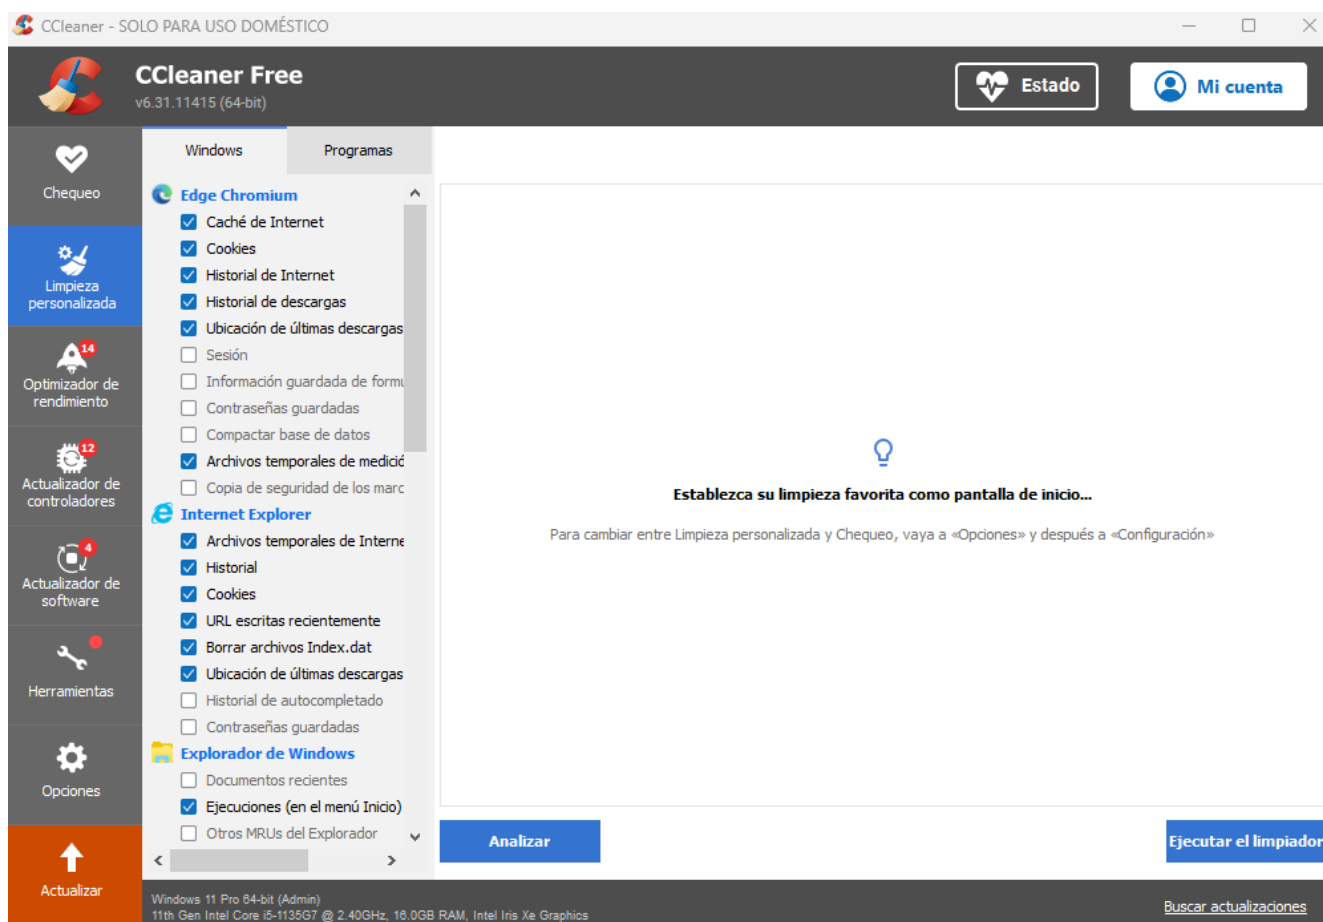 CCleaner - SOLO PARA USO DOMÉSTICO
CCleaner Free
v6.31.11415 (64-bit)
Estado
Mi cuenta
Chequeo
Limpieza
personalizada
14
Optimizador de
rendimiento
12
Actualizador de
controladores
4
Actualizador de
software
Herramientas
Opciones
Actualizar
Windows
Programas
Edge Chromium
Caché de Internet
Cookies
Historial de Internet
Historial de descargas
Ubicación de últimas descargas
Sesión
Información guardada de formu
Contraseñas guardadas
Compactar base de datos
Archivos temporales de medició
Copia de seguridad de los marc
Internet Explorer
Archivos temporales de Interne
Historial
Cookies
URL escritas recientemente
Borrar archivos Index.dat
Ubicación de últimas descargas
Historial de autocompletado
Contraseñas guardadas
Explorador de Windows
Documentos recientes
Ejecuciones (en el menú Inicio)
Otros MRUs del Explorador
Establezca su limpieza favorita como pantalla de inicio...
Para cambiar entre Limpieza personalizada y Chequeo, vaya a «Opciones» y después a «Configuración»
Analizar
Ejecutar el limpiador
Windows 11 Pro 64-bit (Admin)
11th Gen Intel Core i5-1135G7 @ 2.40GHz, 16.0GB RAM, Intel Iris Xe Graphics
Buscar actualizaciones